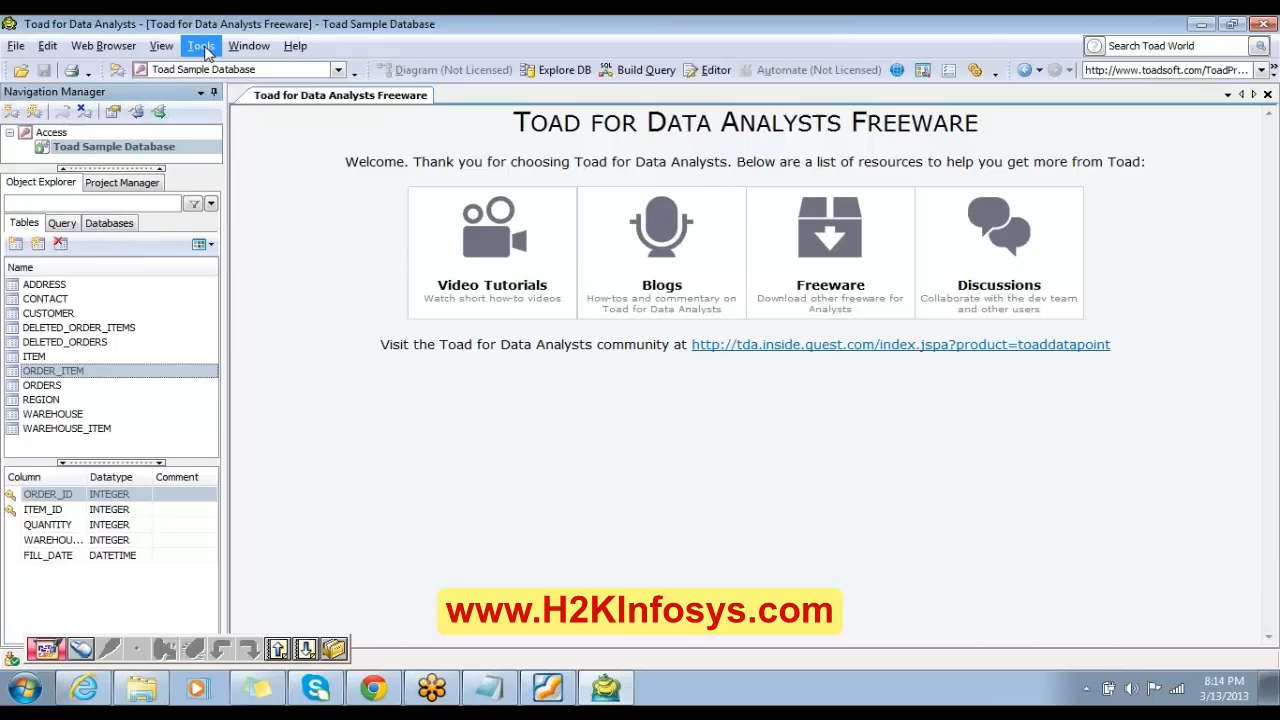 Toad for Data Analysts - [Toad for Data Analysts Freeware] - Toad Sample Database
File Edit Web Browser View Tools Window Help
Search Toad World
Toad Sample Database
Diagram (Not Licensed) Explore DB Build Query Editor Automate (Not Licensed)
http://www.toadsoft.com/ToadPr...
Navigation Manager
Access
Toad Sample Database
Object Explorer Project Manager
Tables Query Databases
Name
ADDRESS
CONTACT
CUSTOMER
DELETED_ORDER_ITEMS
DELETED_ORDERS
ITEM
ORDER_ITEM
ORDERS
REGION
WAREHOUSE
WAREHOUSE_ITEM
Column Datatype Comment
ORDER_ID INTEGER
ITEM_ID INTEGER
QUANTITY INTEGER
WAREHOU... INTEGER
FILL_DATE DATETIME
Toad for Data Analysts Freeware
TOAD FOR DATA ANALYSTS FREEWARE
Welcome. Thank you for choosing Toad for Data Analysts. Below are a list of resources to help you get more from Toad:
Video Tutorials
Watch short how-to videos
Blogs
How-tos and commentary on
Toad for Data Analysts
Freeware
Download other freeware for
Analysts
Discussions
Collaborate with the dev team
and other users
Visit the Toad for Data Analysts community at http://tda.inside.quest.com/index.jspa?product=toaddatapoint
www.H2KInfosys.com
8:14 PM
3/13/2013